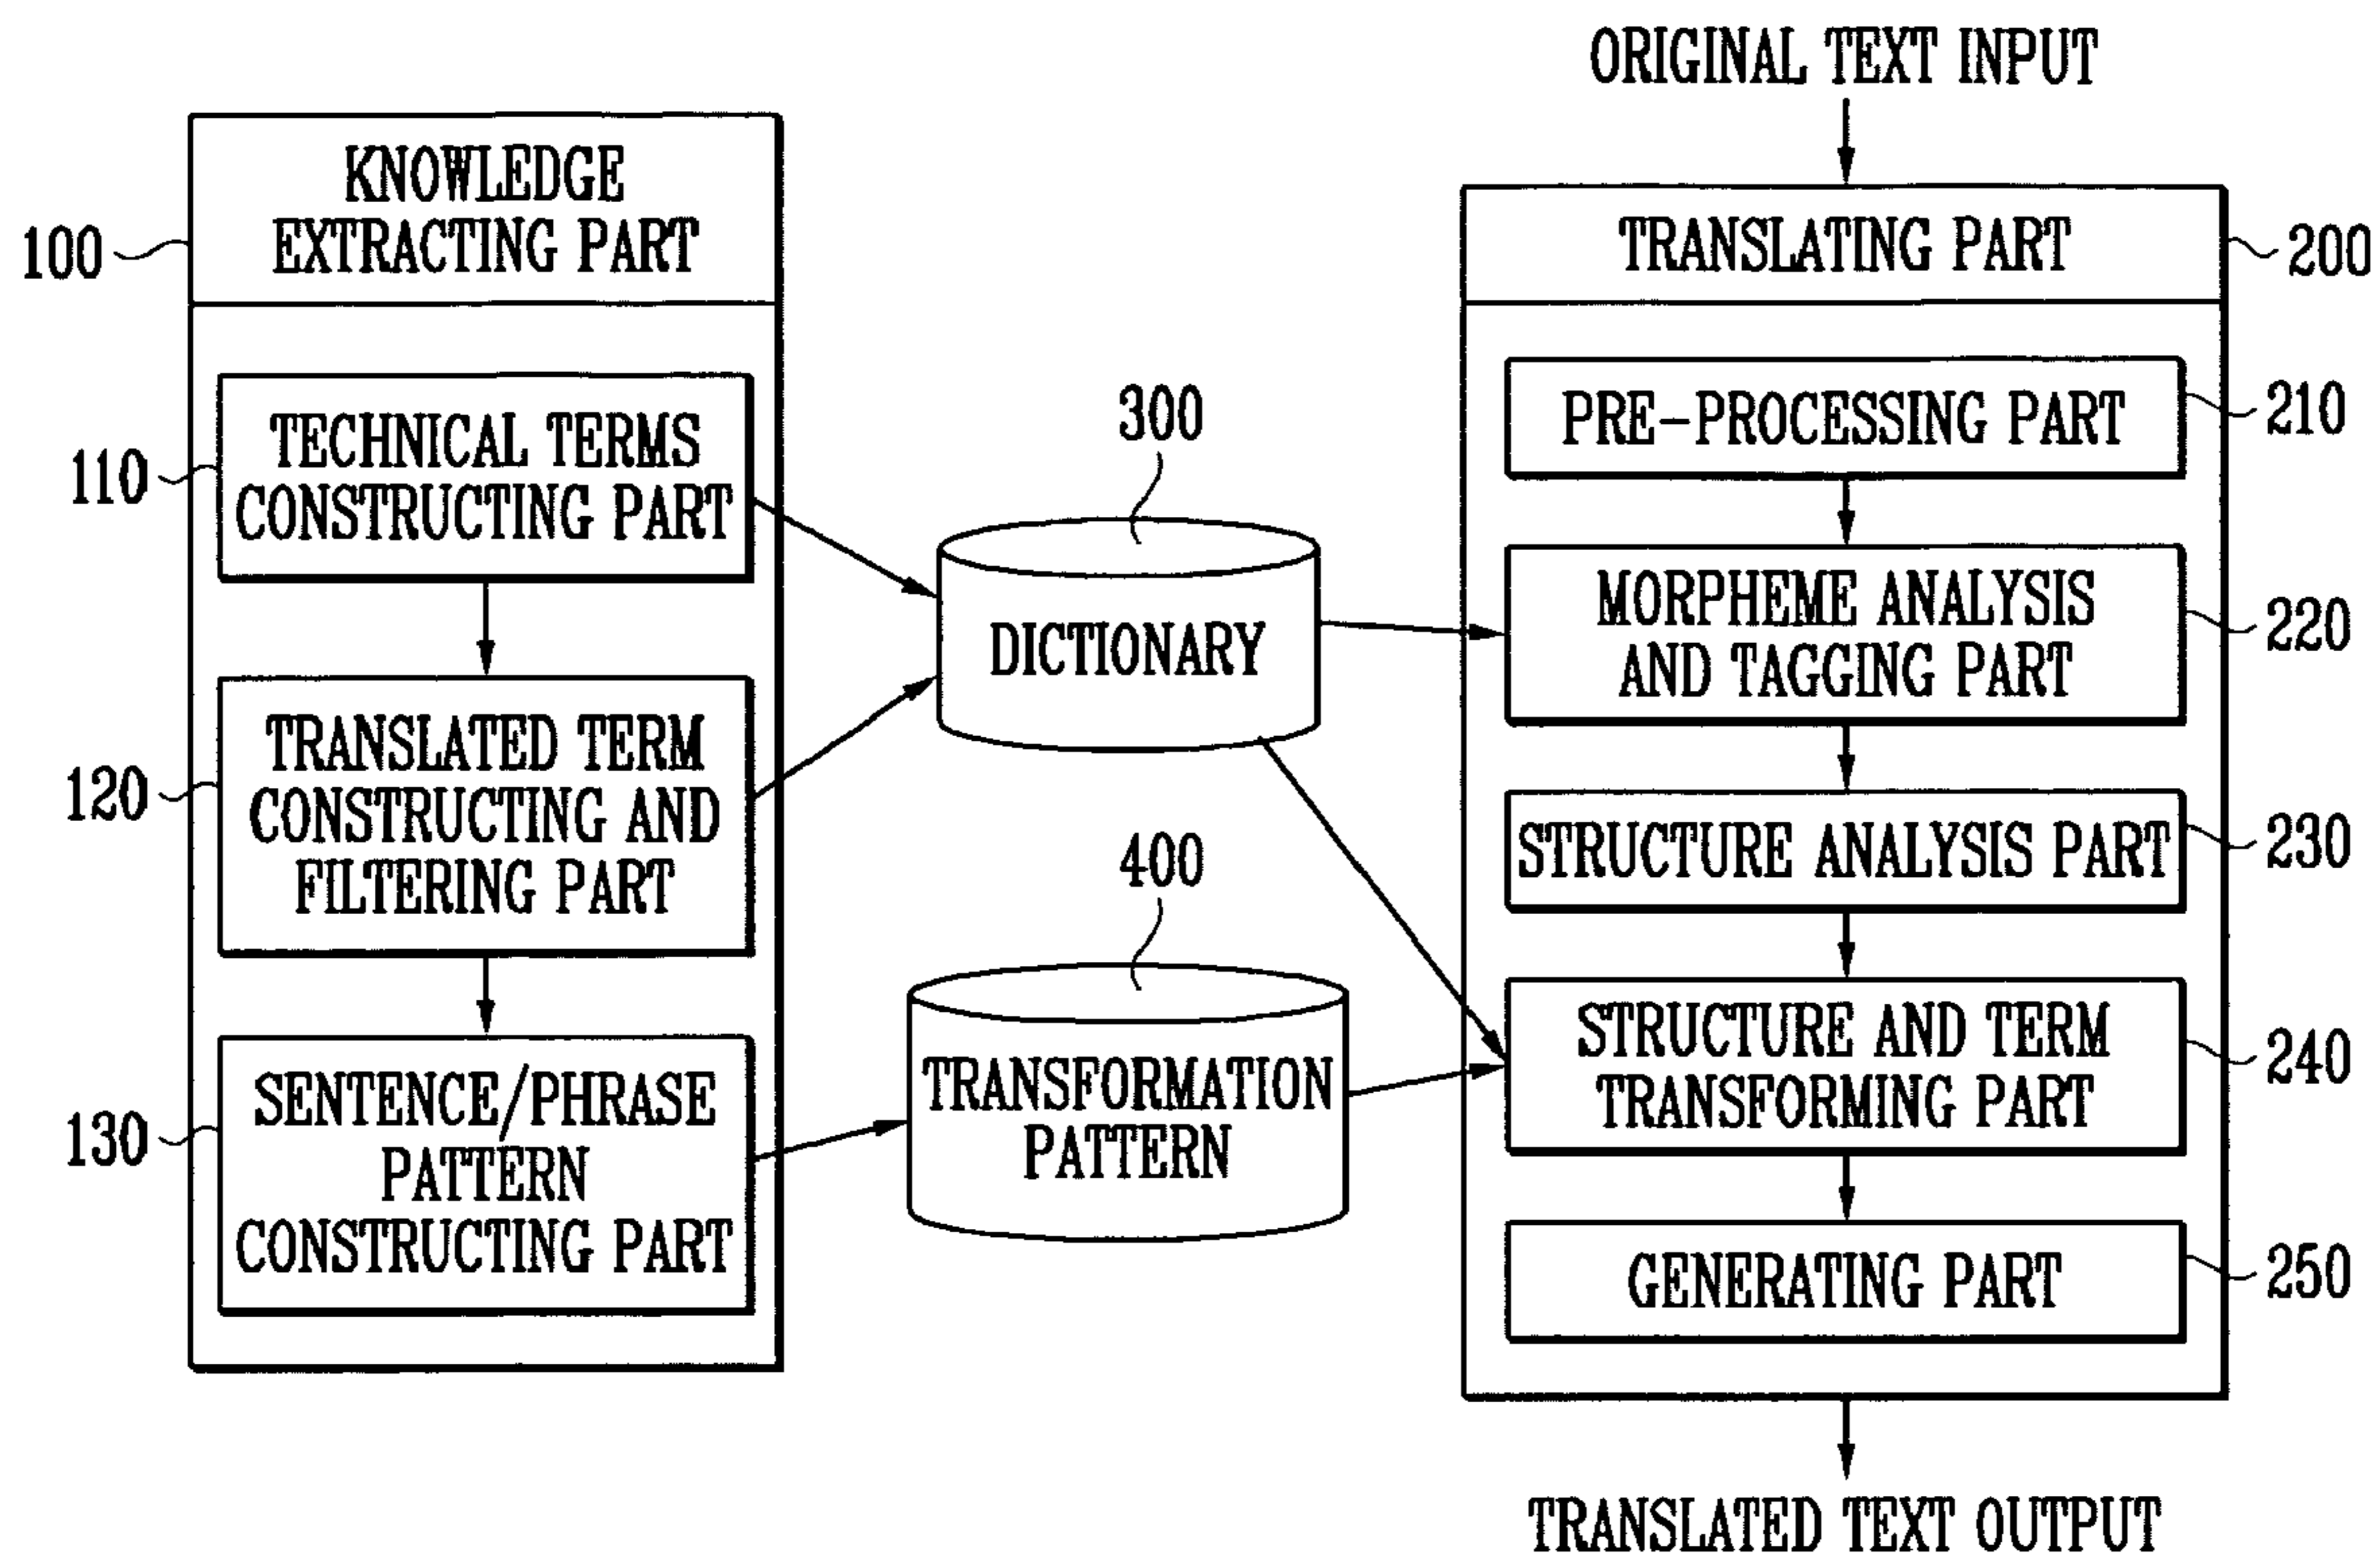 KNOWLEDGE
EXTRACTING PART
100
TECHNICAL TERMS
CONSTRUCTING PART
110
TRANSLATED TERM
CONSTRUCTING AND
FILTERING PART
120
SENTENCE/PHRASE
PATTERN
CONSTRUCTING PART
130
300
DICTIONARY
400
TRANSFORMATION
PATTERN
ORIGINAL TEXT INPUT
TRANSLATING PART
200
PRE-PROCESSING PART
210
MORPHEME ANALYSIS
AND TAGGING PART
220
STRUCTURE ANALYSIS PART
230
STRUCTURE AND TERM
TRANSFORMING PART
240
GENERATING PART
250
TRANSLATED TEXT OUTPUT